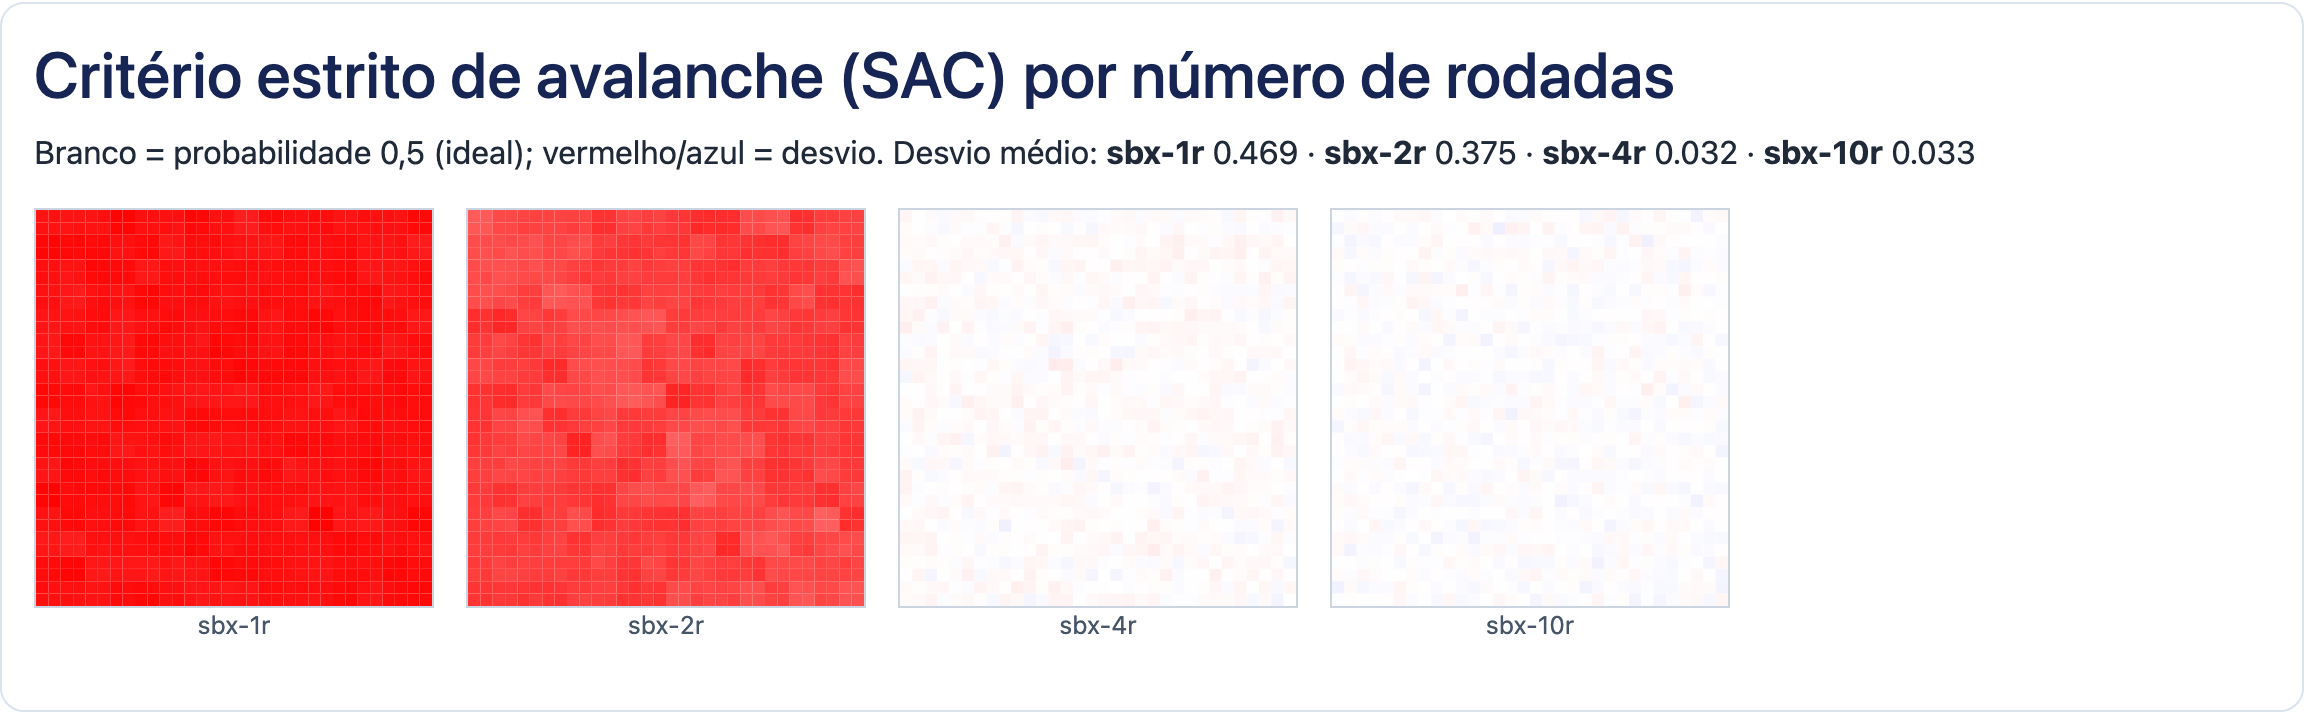 Critério estrito de avalanche (SAC) por número de rodadas
Branco = probabilidade 0,5 (ideal); vermelho/azul = desvio. Desvio médio: sbx-1r 0.469 · sbx-2r 0.375 · sbx-4r 0.032 · sbx-10r 0.033
sbx-1r
sbx-2r
sbx-4r
sbx-10r